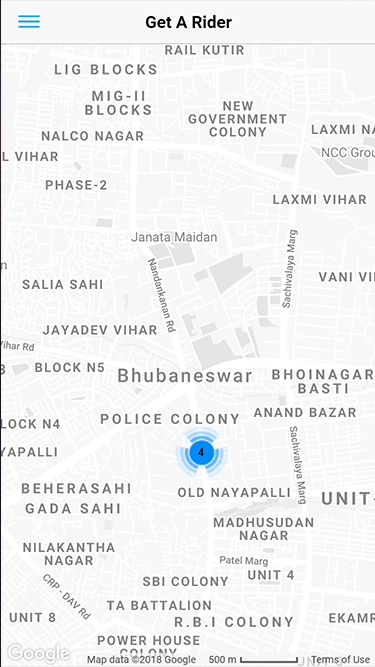 Get A Rider
RAIL KUTIR
LIG BLOCKS
MIG-II
BLOCKS
NEW
GOVERNMENT
COLONY
NALCO NAGAR
LAXMI NA
NCC Grou
L VIHAR
PHASE-2
LAXMI VIHAR
Janata Maidan
Sachivalaya Marg
Nandankanan Rd
n
VANI VI
SALIA SAHI
JAYADEV VIHAR
Vihar Rd
3
BLOCK N5
Bhubaneswar
BHOINAGAR
BASTI
ANAND BAZAR
POLICE COLONY
LOCK N4
Sachivalaya Marg
4
AYAPALLI
BEHERASAHI
OLD NAYAPALLI
UNIT-
GADA SAHI
MADHUSUDAN
NAGAR
NILAKANTHA
NAGAR
Patel Marg
UNIT 4
SBI COLONY
CRP - DAV Rd
TA BATTALION
UNIT 8
R.B.I COLONY
EKAMR
POWER HOUSE
COLONY
UNIT 3
Google
Map data ©2018 Google
500 m
Terms of Use